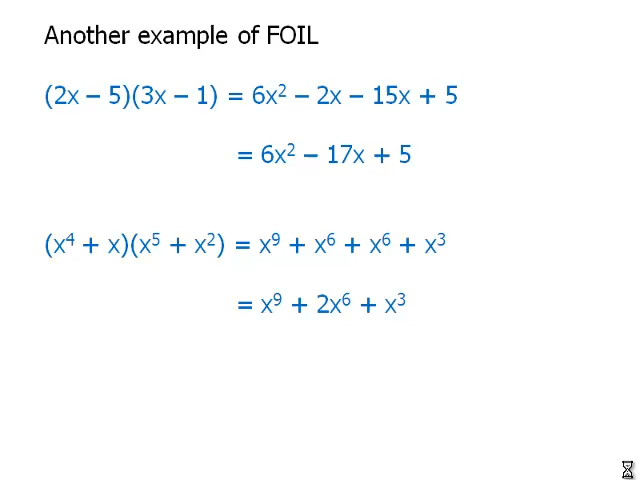 Another example of FOIL
(2x – 5)(3x – 1) = 6x² – 2x – 15x + 5
= 6x² – 17x + 5
(x⁴ + x)(x⁵ + x²) = x⁹ + x⁶ + x⁶ + x³
= x⁹ + 2x⁶ + x³